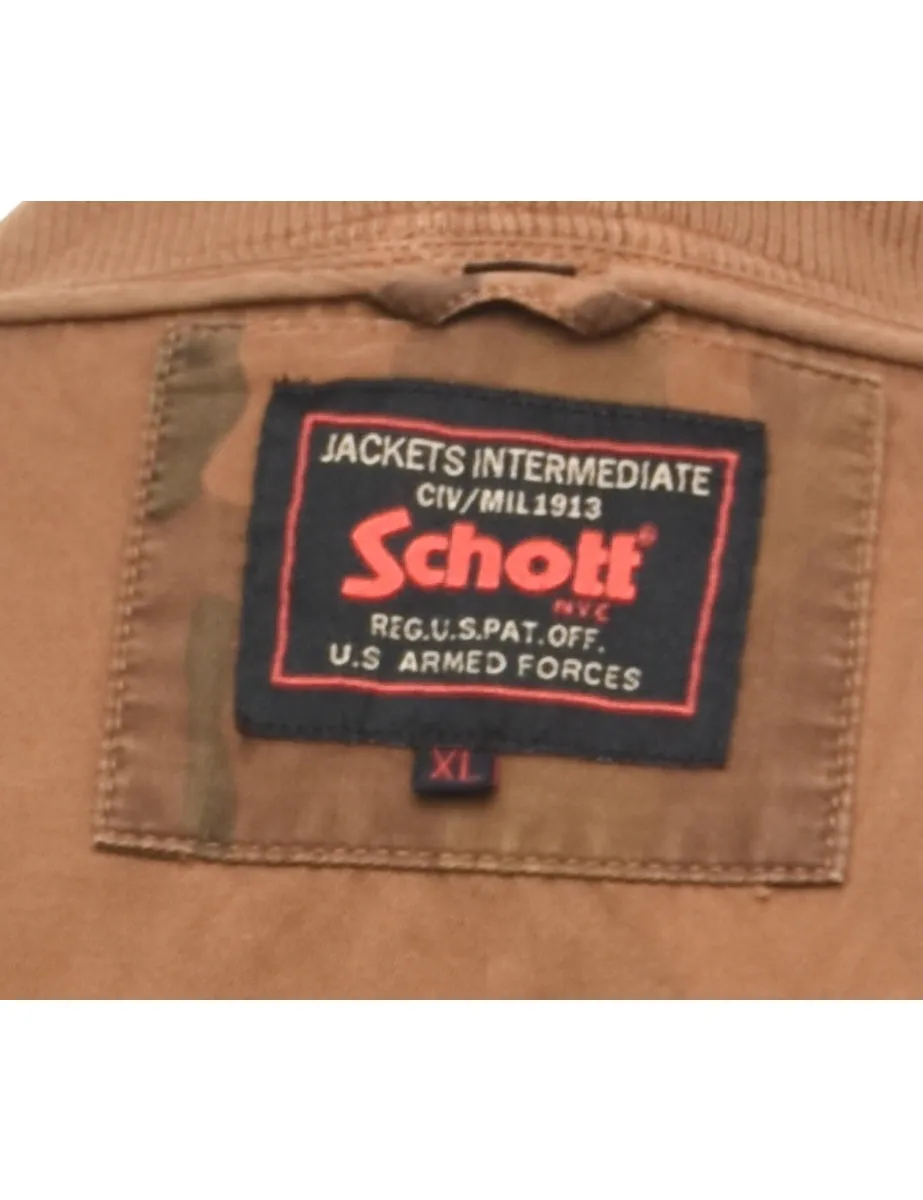 JACKETS INTERMEDIATE
CIV/MIL1913
Schott®
NYC
REG.U.S.PAT.OFF.
U.S ARMED FORCES
XL